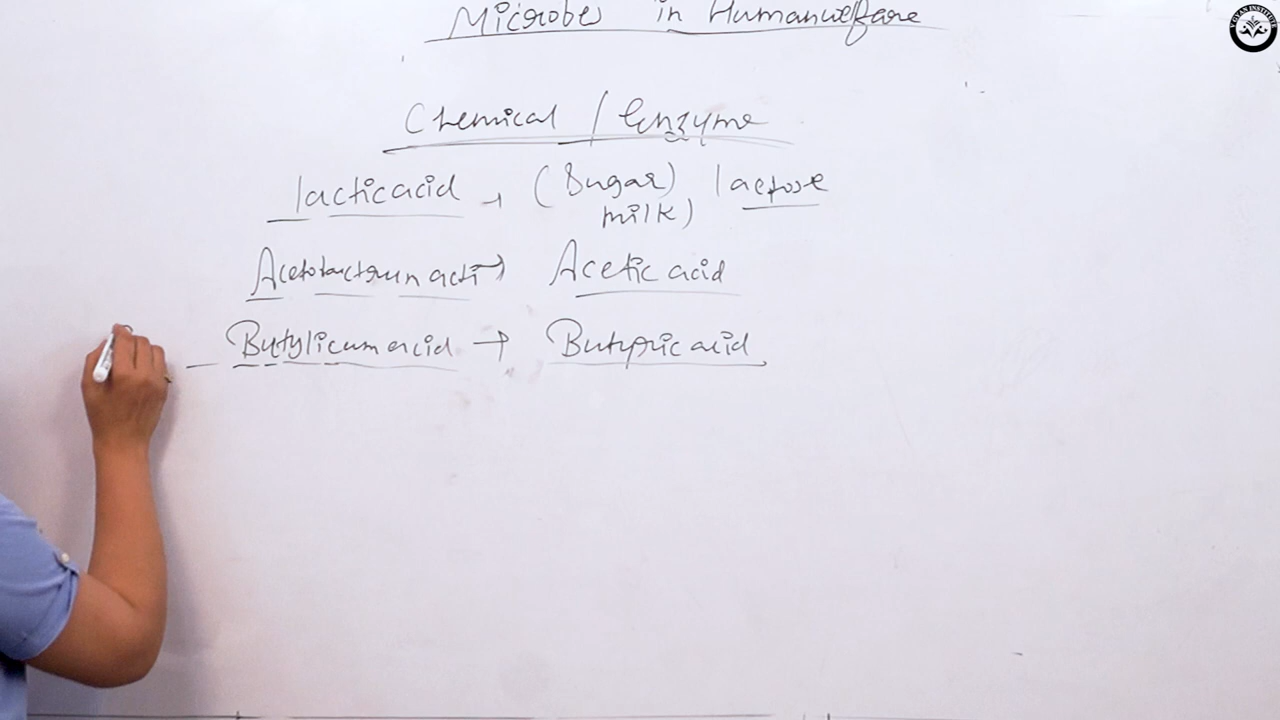 Microbes in Humanwelfare
Chemical / Enzyme
lacticacid → (Sugar) lactose
milk)
Acetobacterium acti → Acetic acid
Butylicum acid → Butyric acid